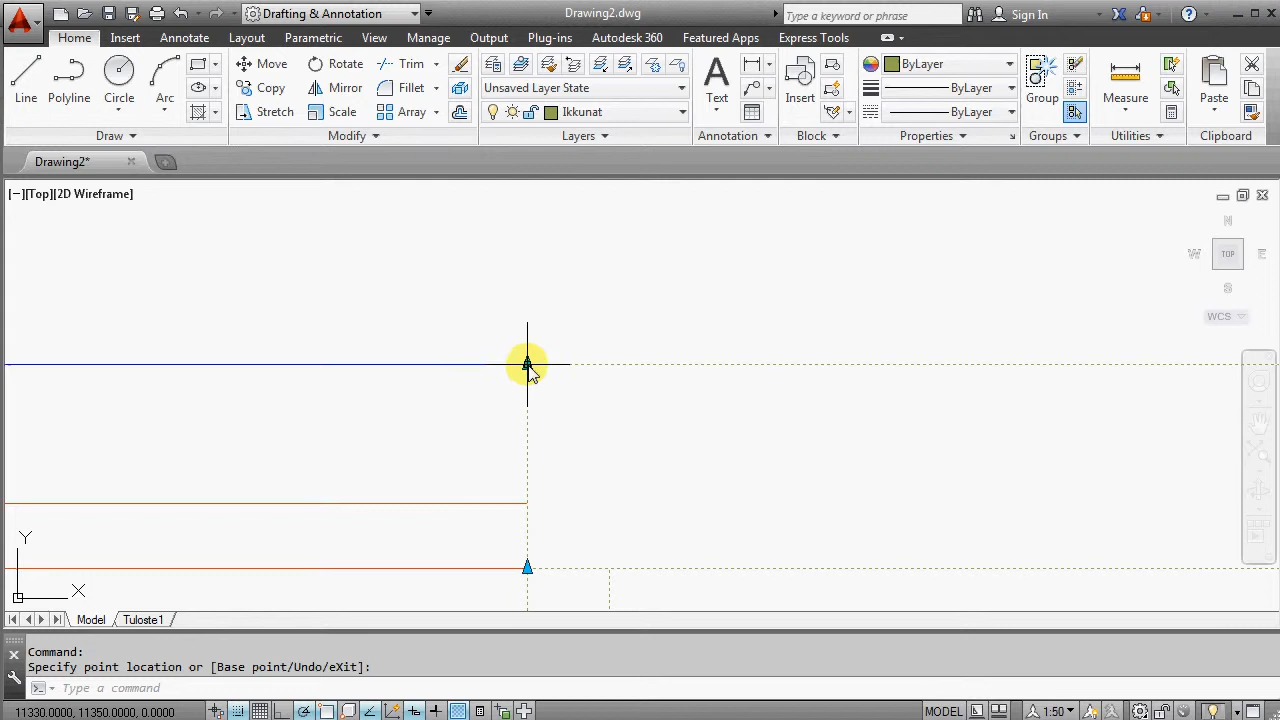 Drafting & Annotation
Drawing2.dwg
Type a keyword or phrase
Sign In
Home Insert Annotate Layout Parametric View Manage Output Plug-ins Autodesk 360 Featured Apps Express Tools
Line Polyline Circle Arc
Draw
Move Rotate Trim
Copy Mirror Fillet
Stretch Scale Array
Modify
Unsaved Layer State
Ikkunat
Layers
Text
Annotation
Insert
Block
ByLayer
ByLayer
ByLayer
Properties
Group
Groups
Measure
Utilities
Paste
Clipboard
Drawing2*
[−][Top][2D Wireframe]
N
W TOP E
S
WCS
Y
X
Model Tuloste1
Command:
Specify point location or [Base point/Undo/eXit]:
Type a command
11330.0000, 11350.0000, 0.0000
MODEL
1:50